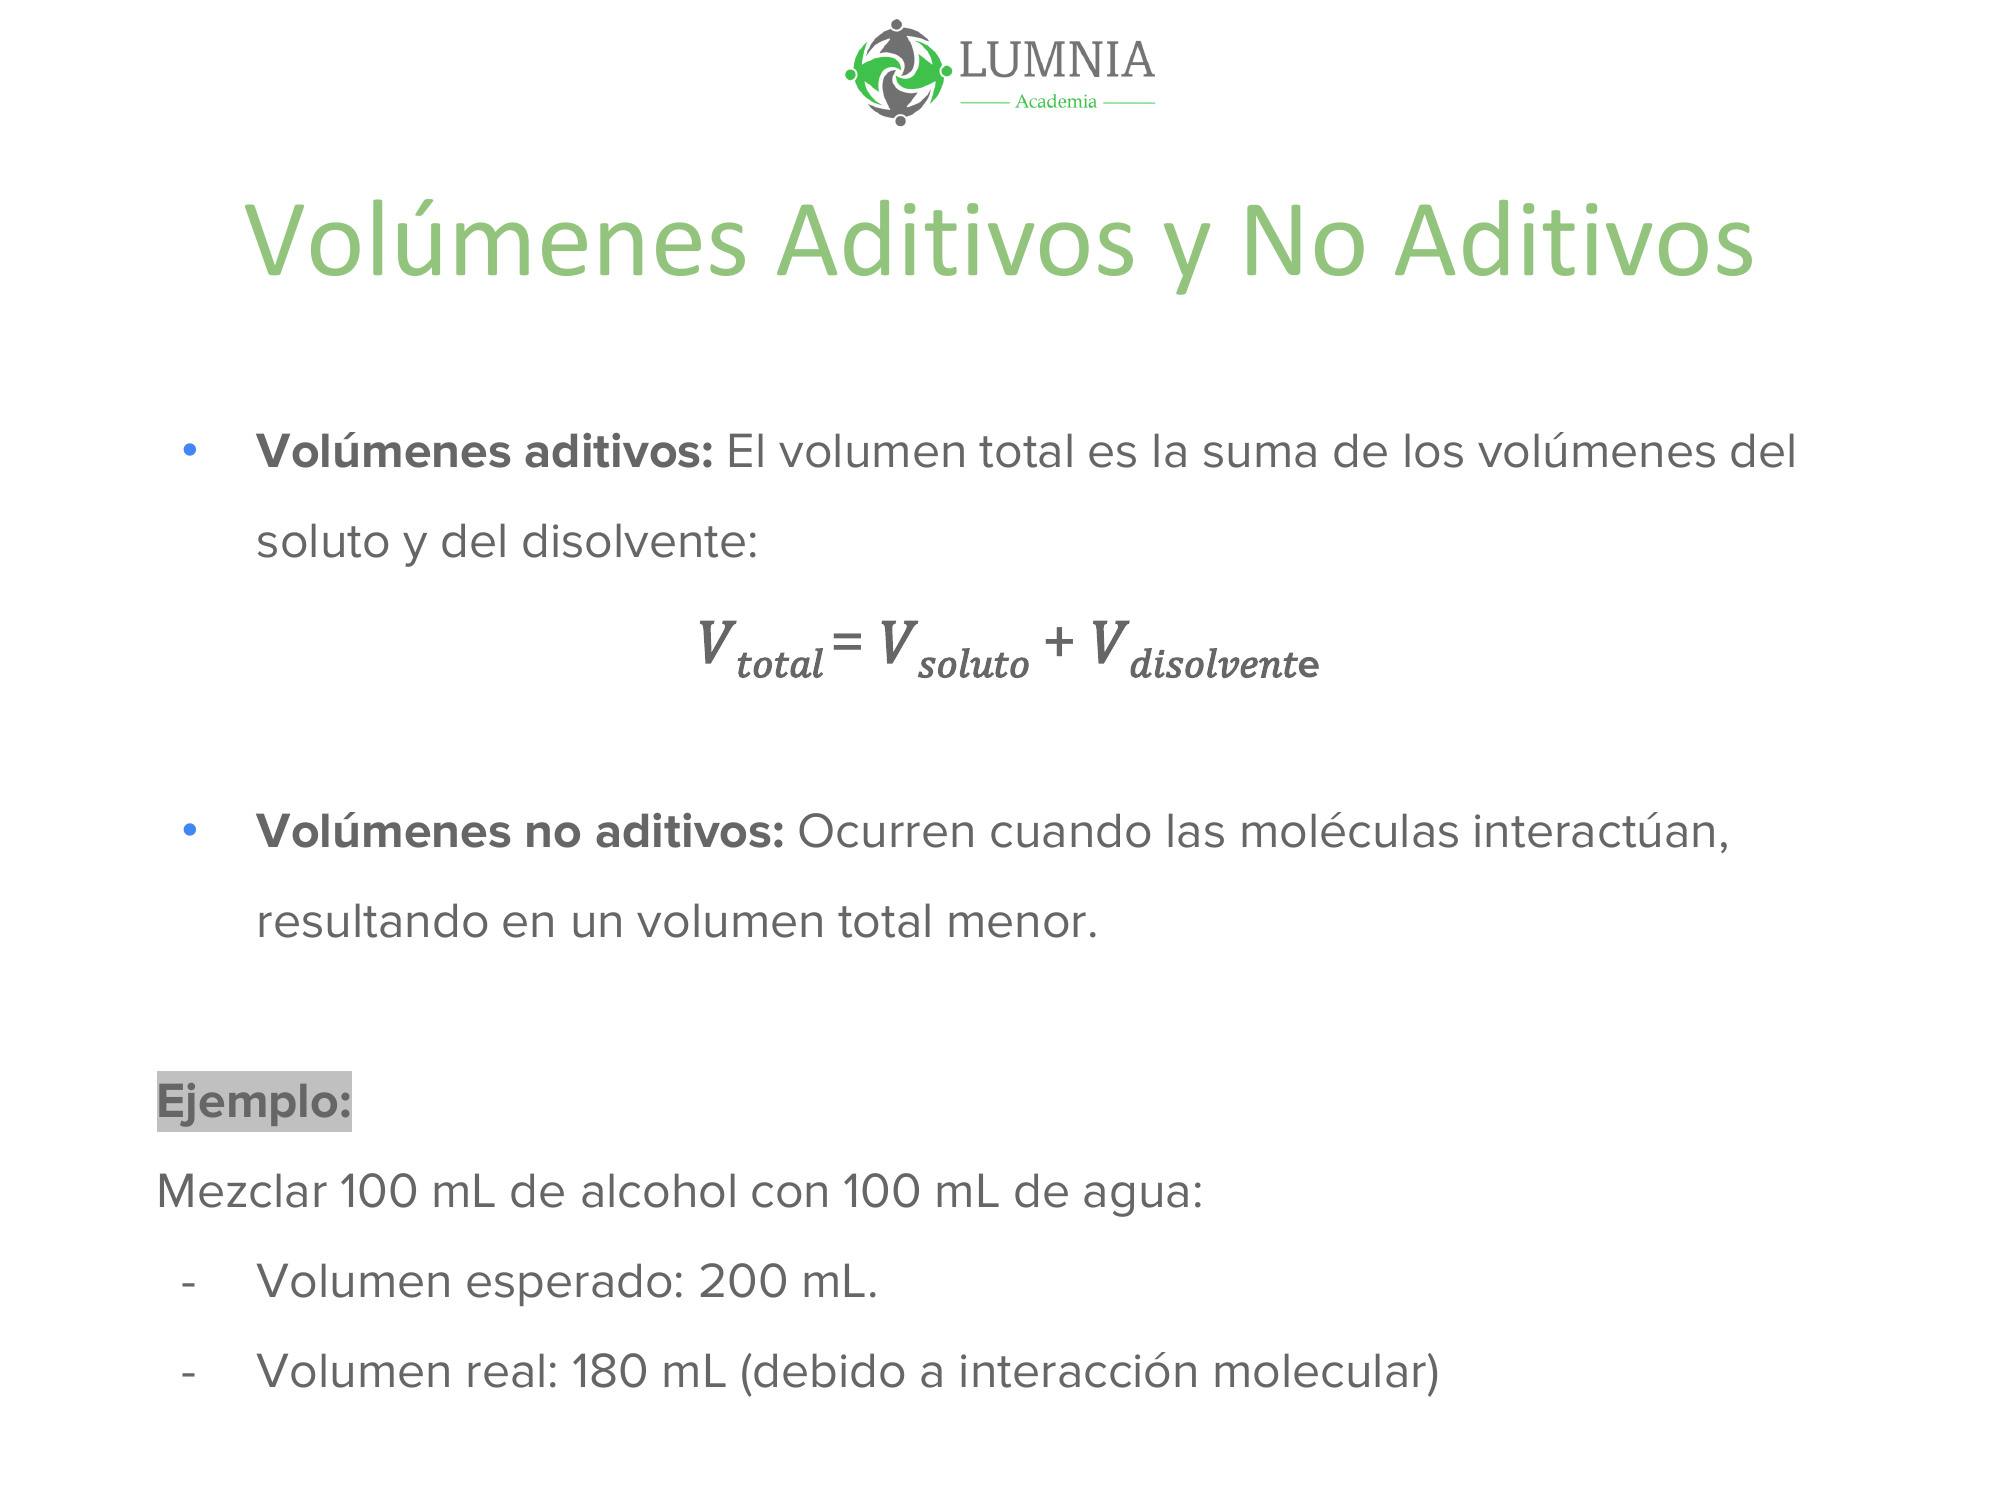 LUMNIA
Academia
Volúmenes Aditivos y No Aditivos
• Volúmenes aditivos: El volumen total es la suma de los volúmenes del
soluto y del disolvente:
V total = V soluto + V disolvente
• Volúmenes no aditivos: Ocurren cuando las moléculas interactúan,
resultando en un volumen total menor.
Ejemplo:
Mezclar 100 mL de alcohol con 100 mL de agua:
- Volumen esperado: 200 mL.
- Volumen real: 180 mL (debido a interacción molecular)